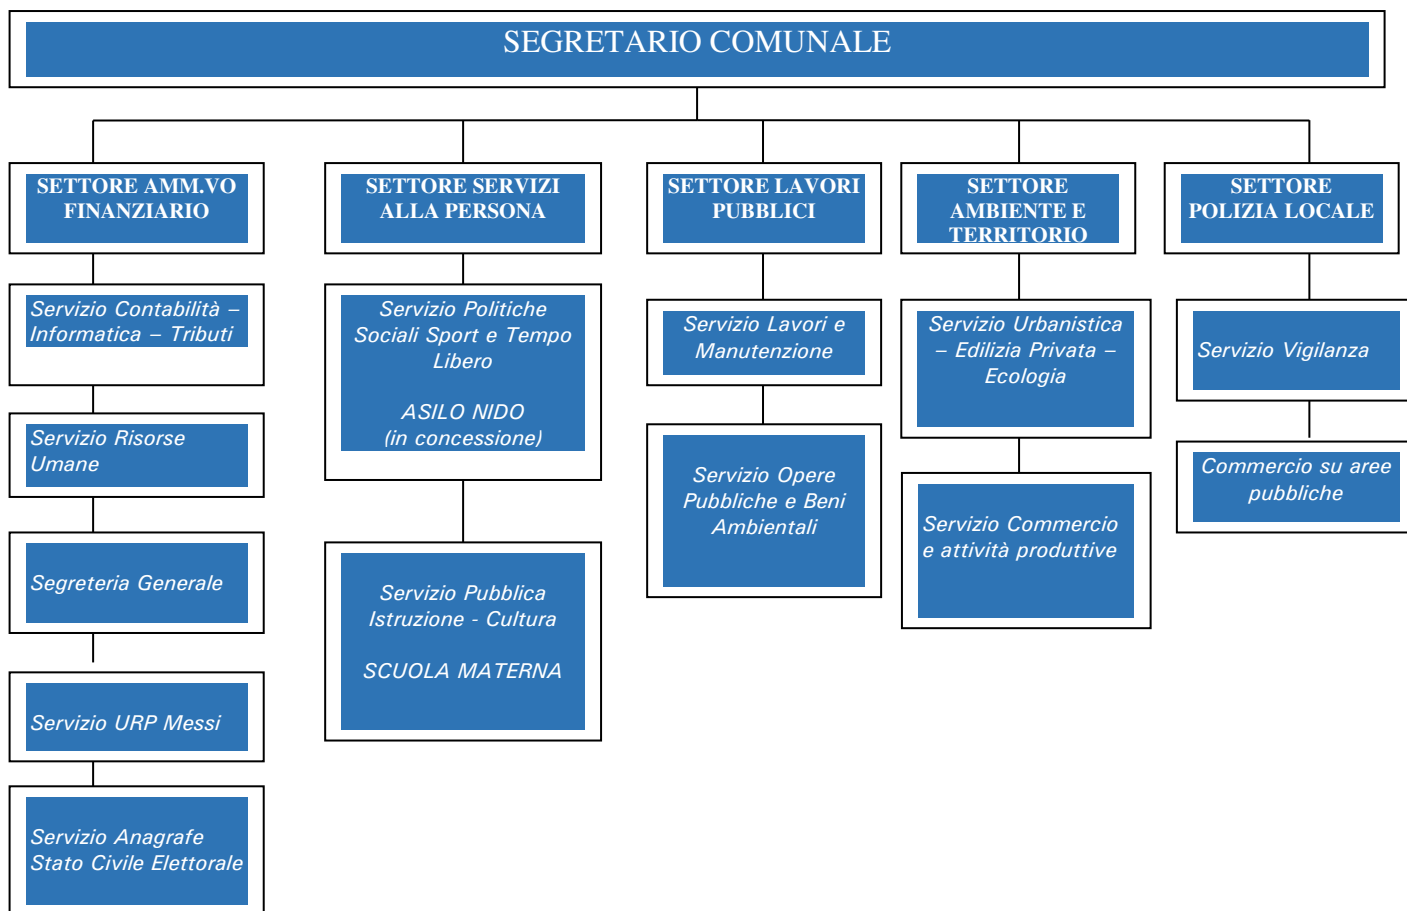 SEGRETARIO COMUNALE
SETTORE AMM.VO
FINANZIARIO
SETTORE SERVIZI
ALLA PERSONA
SETTORE LAVORI
PUBBLICI
SETTORE
AMBIENTE E
TERRITORIO
SETTORE
POLIZIA LOCALE
Servizio Contabilità –
Informatica – Tributi
Servizio Risorse
Umane
Segreteria Generale
Servizio URP Messi
Servizio Anagrafe
Stato Civile Elettorale
Servizio Politiche
Sociali Sport e Tempo
Libero
ASILO NIDO
(in concessione)
Servizio Pubblica
Istruzione - Cultura
SCUOLA MATERNA
Servizio Lavori e
Manutenzione
Servizio Opere
Pubbliche e Beni
Ambientali
Servizio Urbanistica
– Edilizia Privata –
Ecologia
Servizio Commercio
e attività produttive
Servizio Vigilanza
Commercio su aree
pubbliche